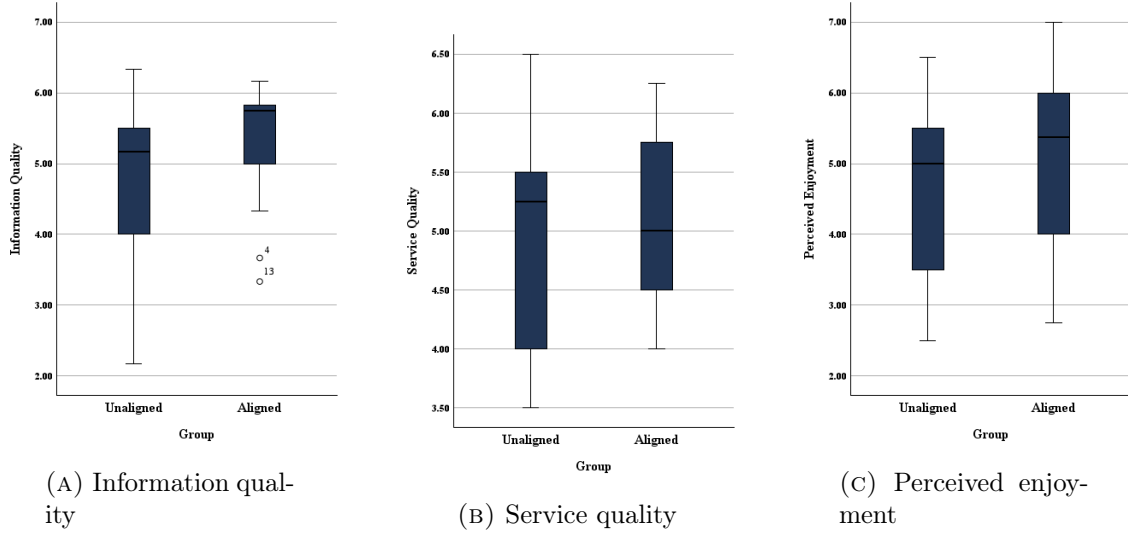 7.00
6.00
5.00
4.00
3.00
2.00
Information Quality
4
13
Unaligned Aligned
Group
(A) Information qual-
ity
6.50
6.00
5.50
5.00
4.50
4.00
3.50
Service Quality
Unaligned Aligned
Group
(B) Service quality
7.00
6.00
5.00
4.00
3.00
2.00
Perceived Enjoyment
Unaligned Aligned
Group
(C) Perceived enjoy-
ment